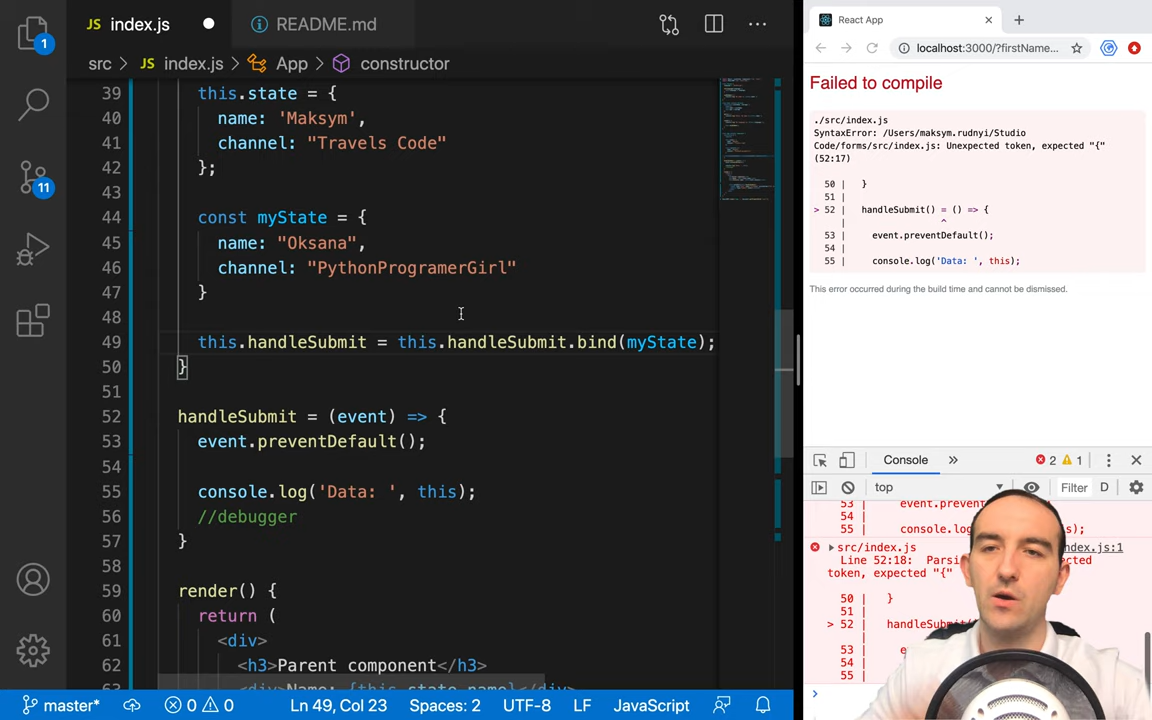 JS index.js ● README.md
src > JS index.js > App > constructor
39 this.state = {
40 name: 'Maksym',
41 channel: "Travels Code"
42 };
43
44 const myState = {
45 name: "Oksana",
46 channel: "PythonProgramerGirl"
47 }
48
49 this.handleSubmit = this.handleSubmit.bind(myState);
50 }
51
52 handleSubmit = (event) => {
53 event.preventDefault();
54
55 console.log('Data: ', this);
56 //debugger
57 }
58
59 render() {
60 return (
61 <div>
62 <h3>Parent component</h3>
<div>Name: {this.state.name}</div>
1
11
master* 0 0 Ln 49, Col 23 Spaces: 2 UTF-8 LF JavaScript
React App
localhost:3000/?firstName...
Failed to compile
./src/index.js
SyntaxError: /Users/maksym.rudnyi/Studio
Code/forms/src/index.js: Unexpected token, expected "{"
(52:17)
50 | }
51 |
> 52 | handleSubmit() = () => {
| ^
53 | event.preventDefault();
54 |
55 | console.log('Data: ', this);
This error occurred during the build time and cannot be dismissed.
Console » 2 1
top Filter D
53 | event.
54 |
55 |
src/index.js
Line 52:18:
token, expected "{"
50 | }
51 |
> 52 |
|
53 |
54 |
55 |